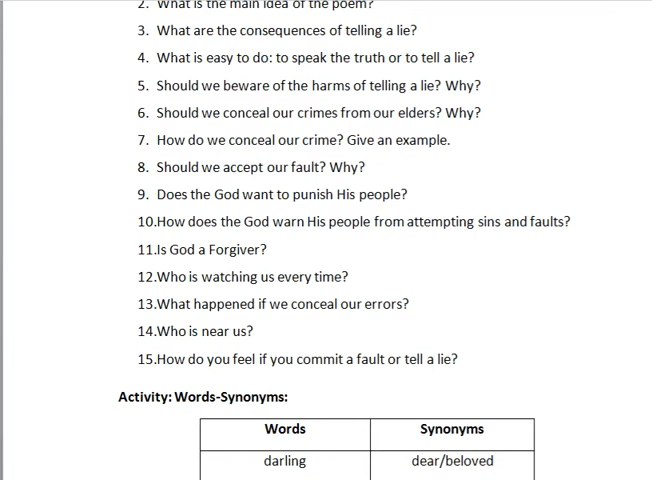 2. What is the main idea of the poem?
3. What are the consequences of telling a lie?
4. What is easy to do: to speak the truth or to tell a lie?
5. Should we beware of the harms of telling a lie? Why?
6. Should we conceal our crimes from our elders? Why?
7. How do we conceal our crime? Give an example.
8. Should we accept our fault? Why?
9. Does the God want to punish His people?
10.How does the God warn His people from attempting sins and faults?
11.Is God a Forgiver?
12.Who is watching us every time?
13.What happened if we conceal our errors?
14.Who is near us?
15.How do you feel if you commit a fault or tell a lie?
Activity: Words-Synonyms:
Words Synonyms
darling dear/beloved